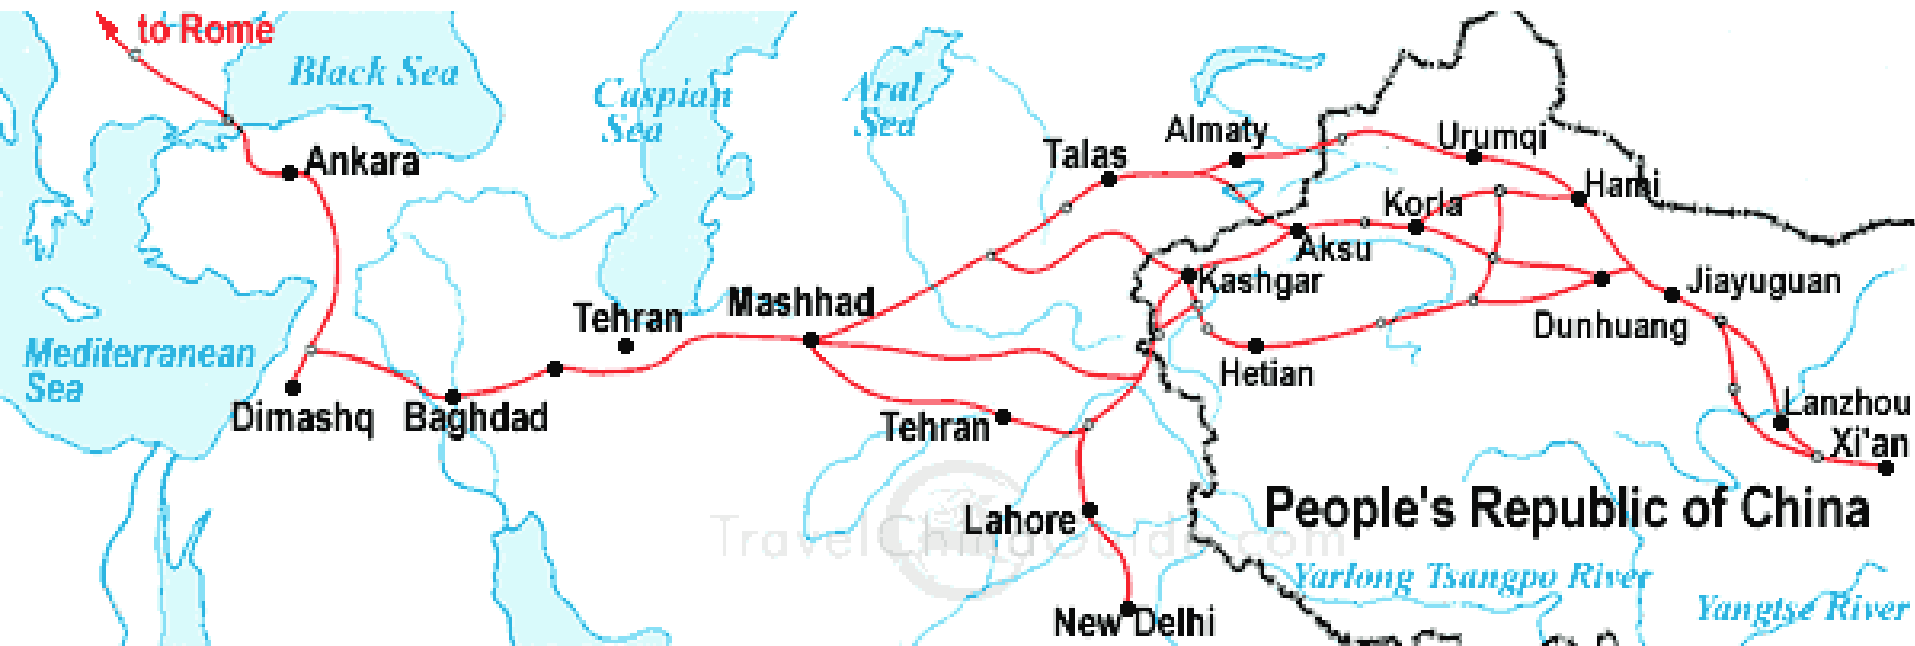 to Rome
Black Sea
Caspian
Sea
Aral
Sea
Almaty
Urumqi
Talas
Ankara
Hami
Korla
Aksu
Kashgar
Jiayuguan
Mashhad
Tehran
Dunhuang
Mediterranean
Sea
Hetian
Dimashq
Baghdad
Lanzhou
Tehran
Xi'an
People's Republic of China
Lahore
TravelChinaGuide.com
Yarlong Tsangpo River
Yangtse River
New Delhi